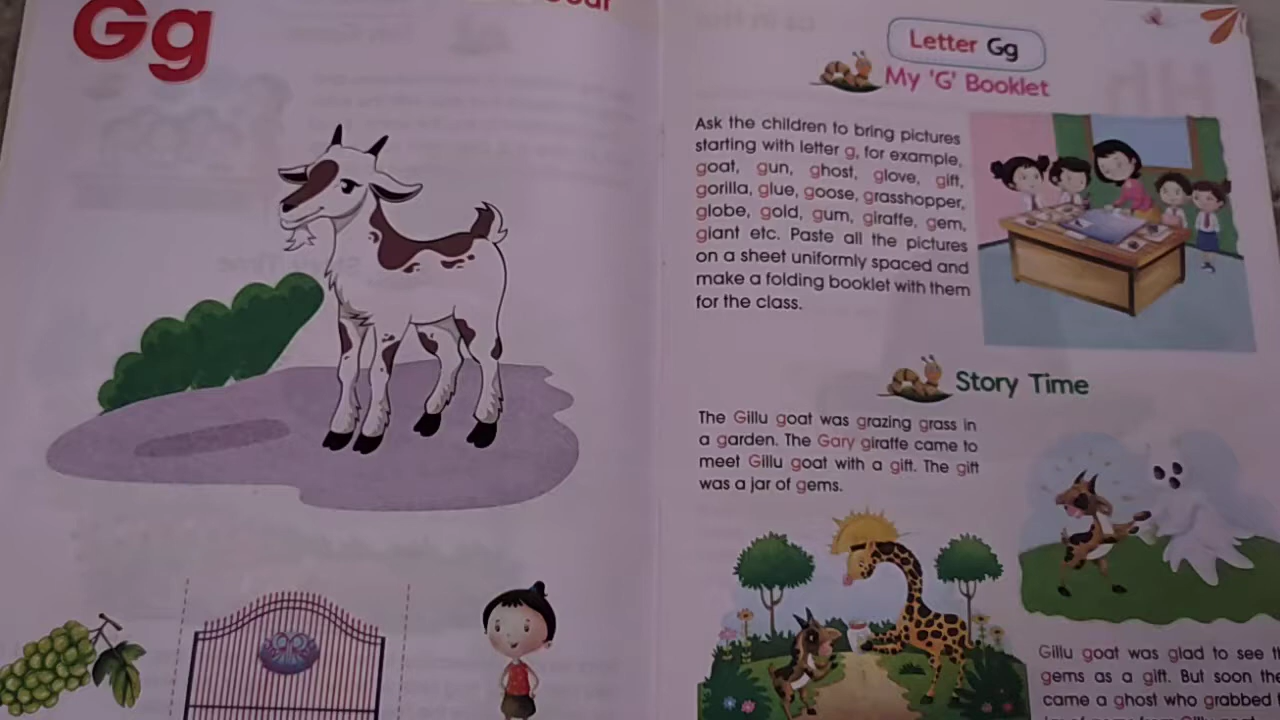 Gg
Letter Gg
My 'G' Booklet
Ask the children to bring pictures
starting with letter g, for example,
goat, gun, ghost, glove, gift,
gorilla, glue, goose, grasshopper,
globe, gold, gum, giraffe, gem,
giant etc. Paste all the pictures
on a sheet uniformly spaced and
make a folding booklet with them
for the class.
Story Time
The Gillu goat was grazing grass in
a garden. The Gary giraffe came to
meet Gillu goat with a gift. The gift
was a jar of gems.
Gillu goat was glad to see
gems as a gift. But soon
came a ghost who grabbed